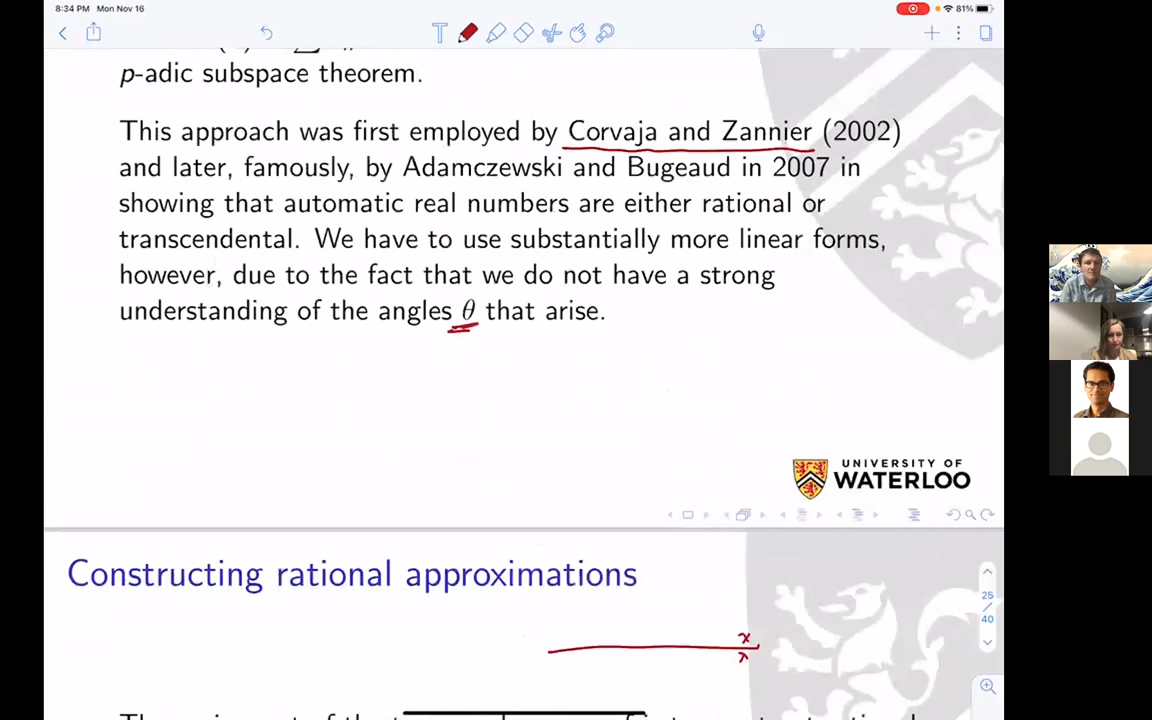 8:34 PM Mon Nov 16
81%
p-adic subspace theorem.
This approach was first employed by Corvaja and Zannier (2002)
and later, famously, by Adamczewski and Bugeaud in 2007 in
showing that automatic real numbers are either rational or
transcendental. We have to use substantially more linear forms,
however, due to the fact that we do not have a strong
understanding of the angles θ that arise.
UNIVERSITY OF
WATERLOO
Constructing rational approximations
25
/
40
x